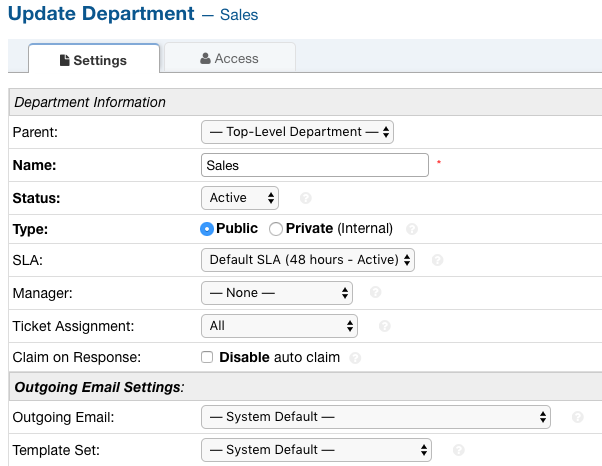 Update Department — Sales
Settings Access
Department Information
Parent: — Top-Level Department —
Name: Sales *
Status: Active ?
Type: Public Private (Internal) ?
SLA: Default SLA (48 hours - Active) ?
Manager: — None — ?
Ticket Assignment: All ?
Claim on Response: Disable auto claim ?
Outgoing Email Settings:
Outgoing Email: — System Default — ?
Template Set: — System Default — ?